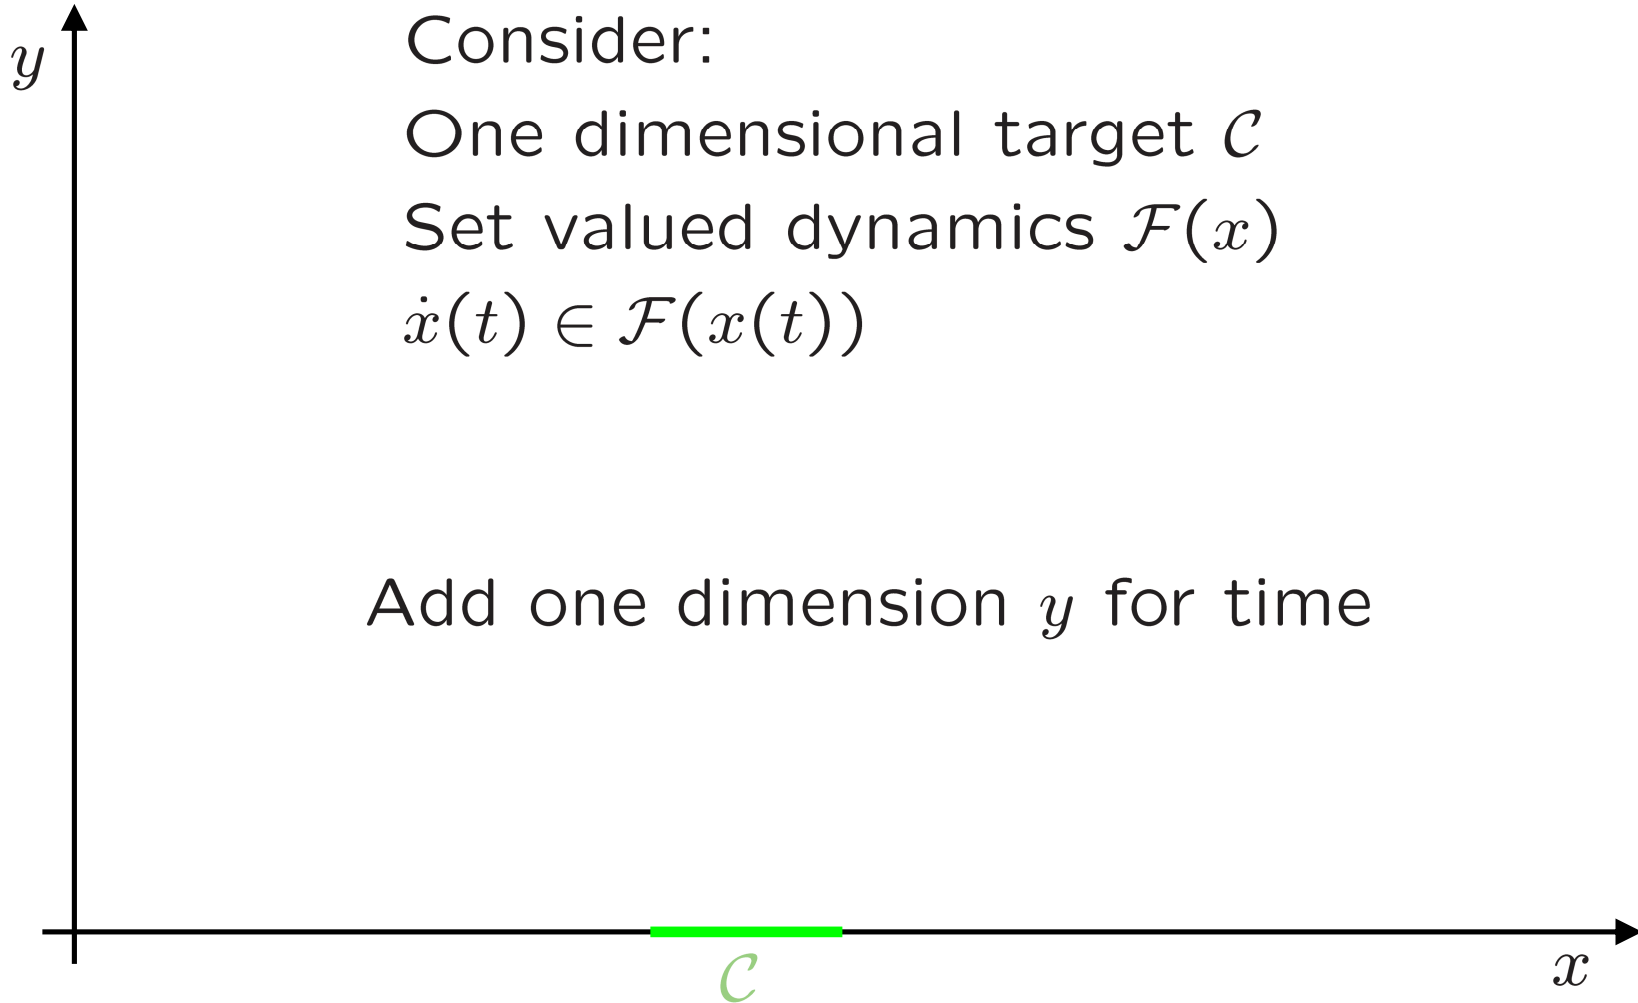 y
Consider:
One dimensional target 𝒞
Set valued dynamics ℱ(x)
ẋ(t) ∈ ℱ(x(t))
Add one dimension y for time
𝒞
x